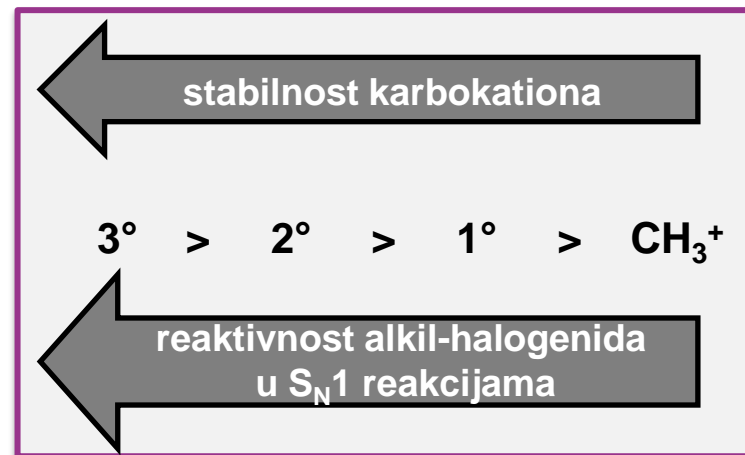 stabilnost karbokationa
3° > 2° > 1° > CH₃⁺
reaktivnost alkil-halogenida
u Sₙ1 reakcijama